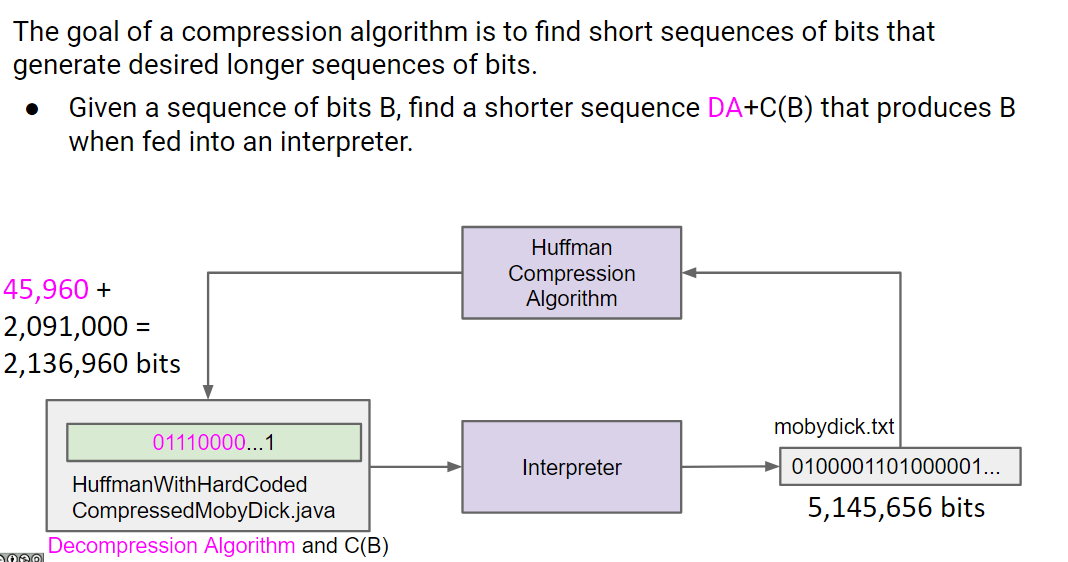 The goal of a compression algorithm is to find short sequences of bits that
generate desired longer sequences of bits.
● Given a sequence of bits B, find a shorter sequence DA+C(B) that produces B
when fed into an interpreter.
Huffman
Compression
Algorithm
45,960 +
2,091,000 =
2,136,960 bits
01110000...1
HuffmanWithHardCoded
CompressedMobyDick.java
Decompression Algorithm and C(B)
Interpreter
mobydick.txt
0100001101000001...
5,145,656 bits